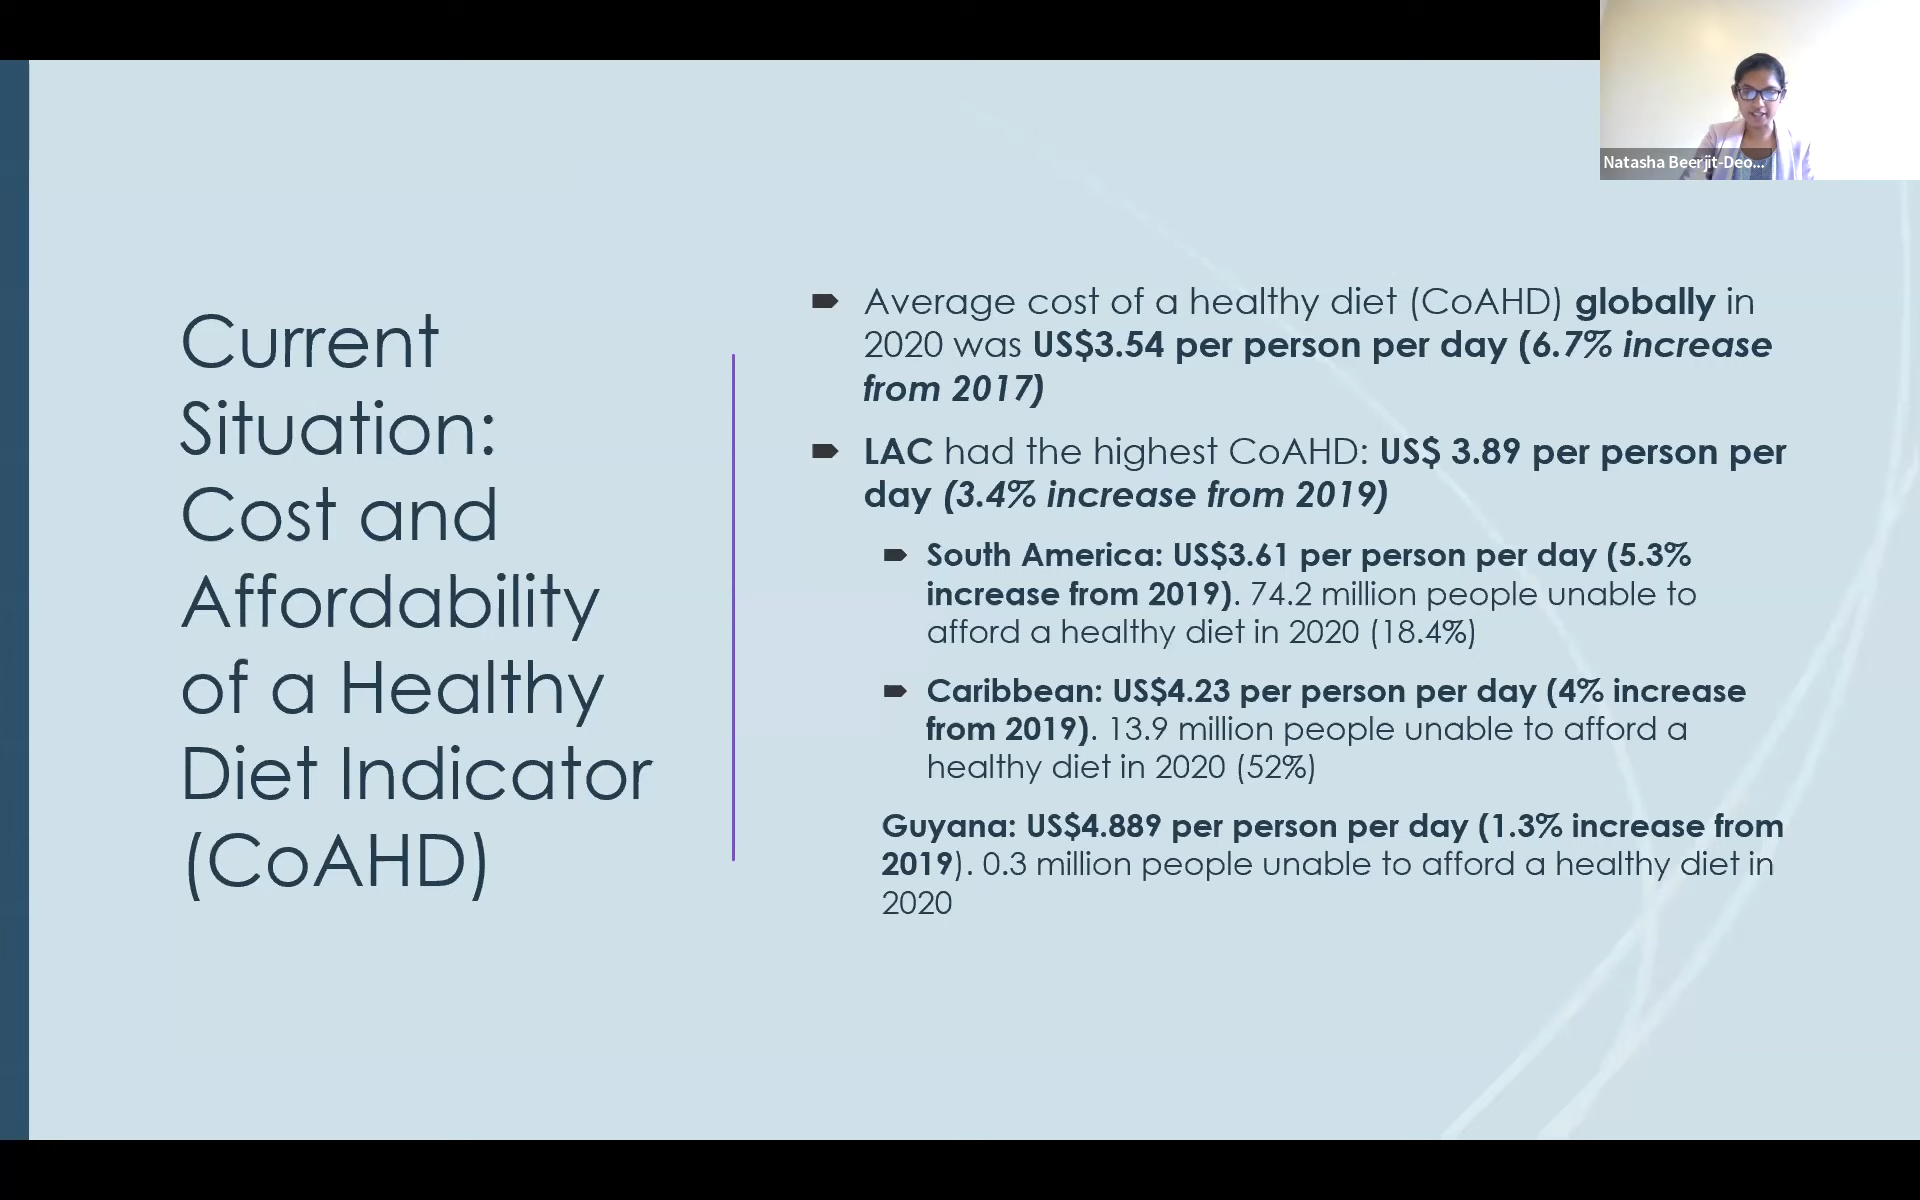 Natasha Beerjit-Deo...
Current
Situation:
Cost and
Affordability
of a Healthy
Diet Indicator
(CoAHD)
Average cost of a healthy diet (CoAHD) globally in
2020 was US$3.54 per person per day (6.7% increase
from 2017)
LAC had the highest CoAHD: US$ 3.89 per person per
day (3.4% increase from 2019)
South America: US$3.61 per person per day (5.3%
increase from 2019). 74.2 million people unable to
afford a healthy diet in 2020 (18.4%)
Caribbean: US$4.23 per person per day (4% increase
from 2019). 13.9 million people unable to afford a
healthy diet in 2020 (52%)
Guyana: US$4.889 per person per day (1.3% increase from
2019). 0.3 million people unable to afford a healthy diet in
2020